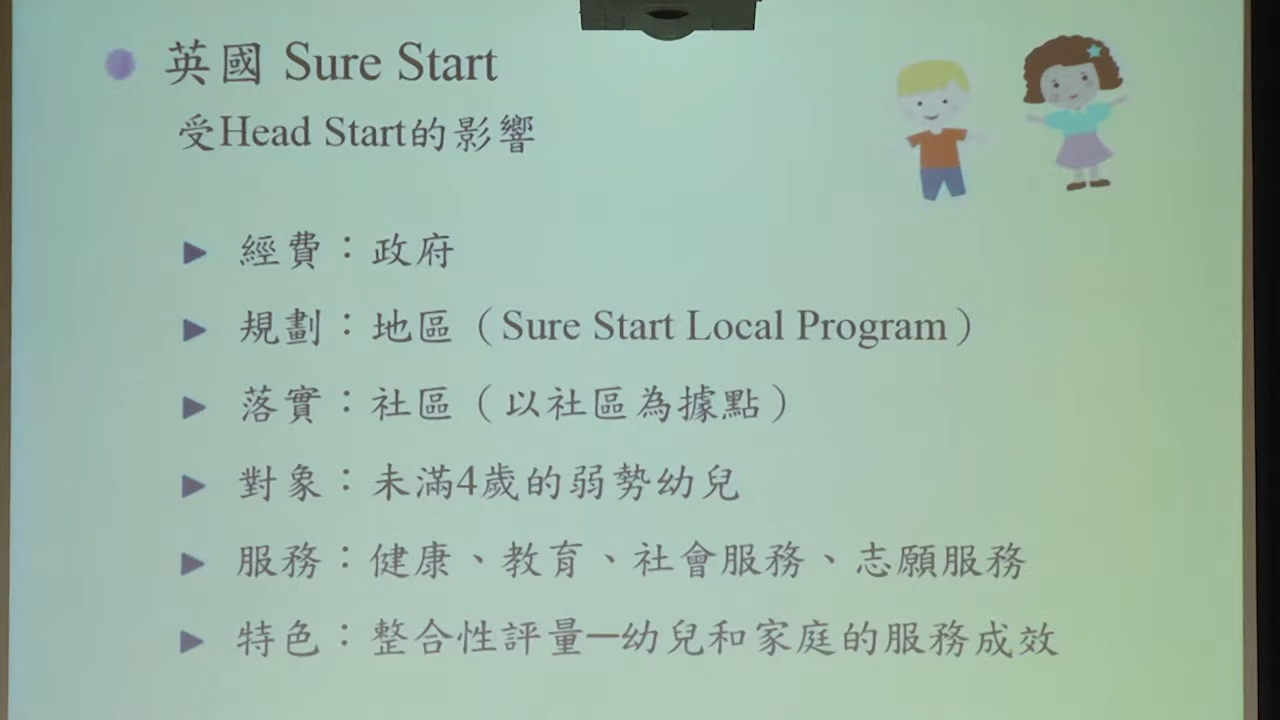 英國 Sure Start
受Head Start的影響
經費：政府
規劃：地區（Sure Start Local Program）
落實：社區（以社區為據點）
對象：未滿4歲的弱勢幼兒
服務：健康、教育、社會服務、志願服務
特色：整合性評量─幼兒和家庭的服務成效